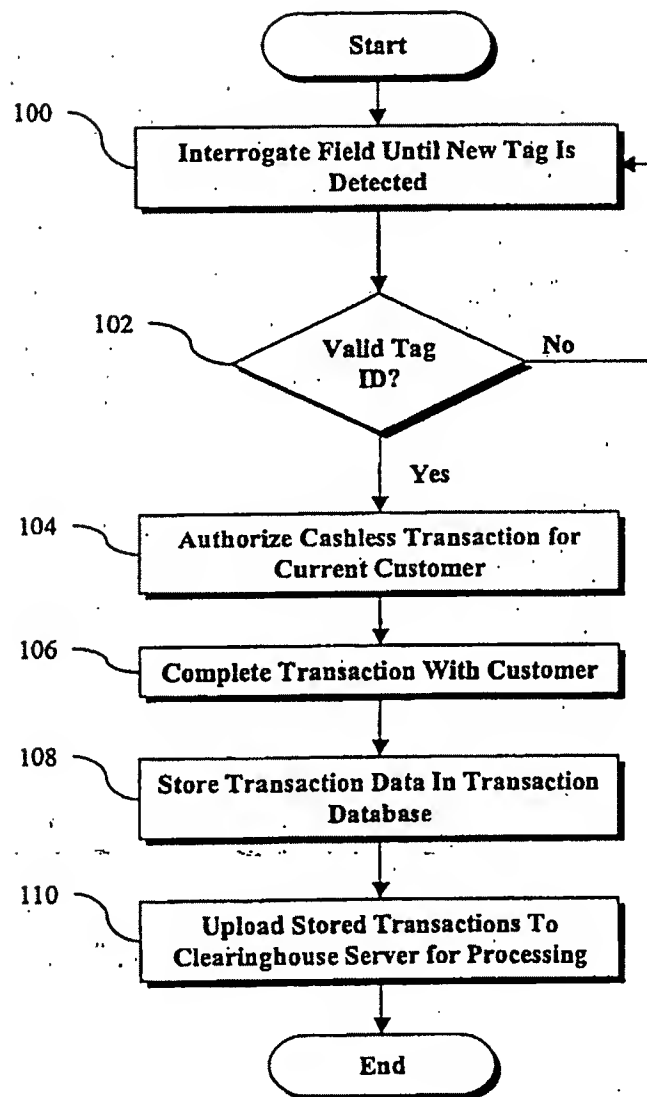 Start
100
Interrogate Field Until New Tag Is
Detected
102
Valid Tag
ID?
No
Yes
104
Authorize Cashless Transaction for
Current Customer
106
Complete Transaction With Customer
108
Store Transaction Data In Transaction
Database
110
Upload Stored Transactions To
Clearinghouse Server for Processing
End